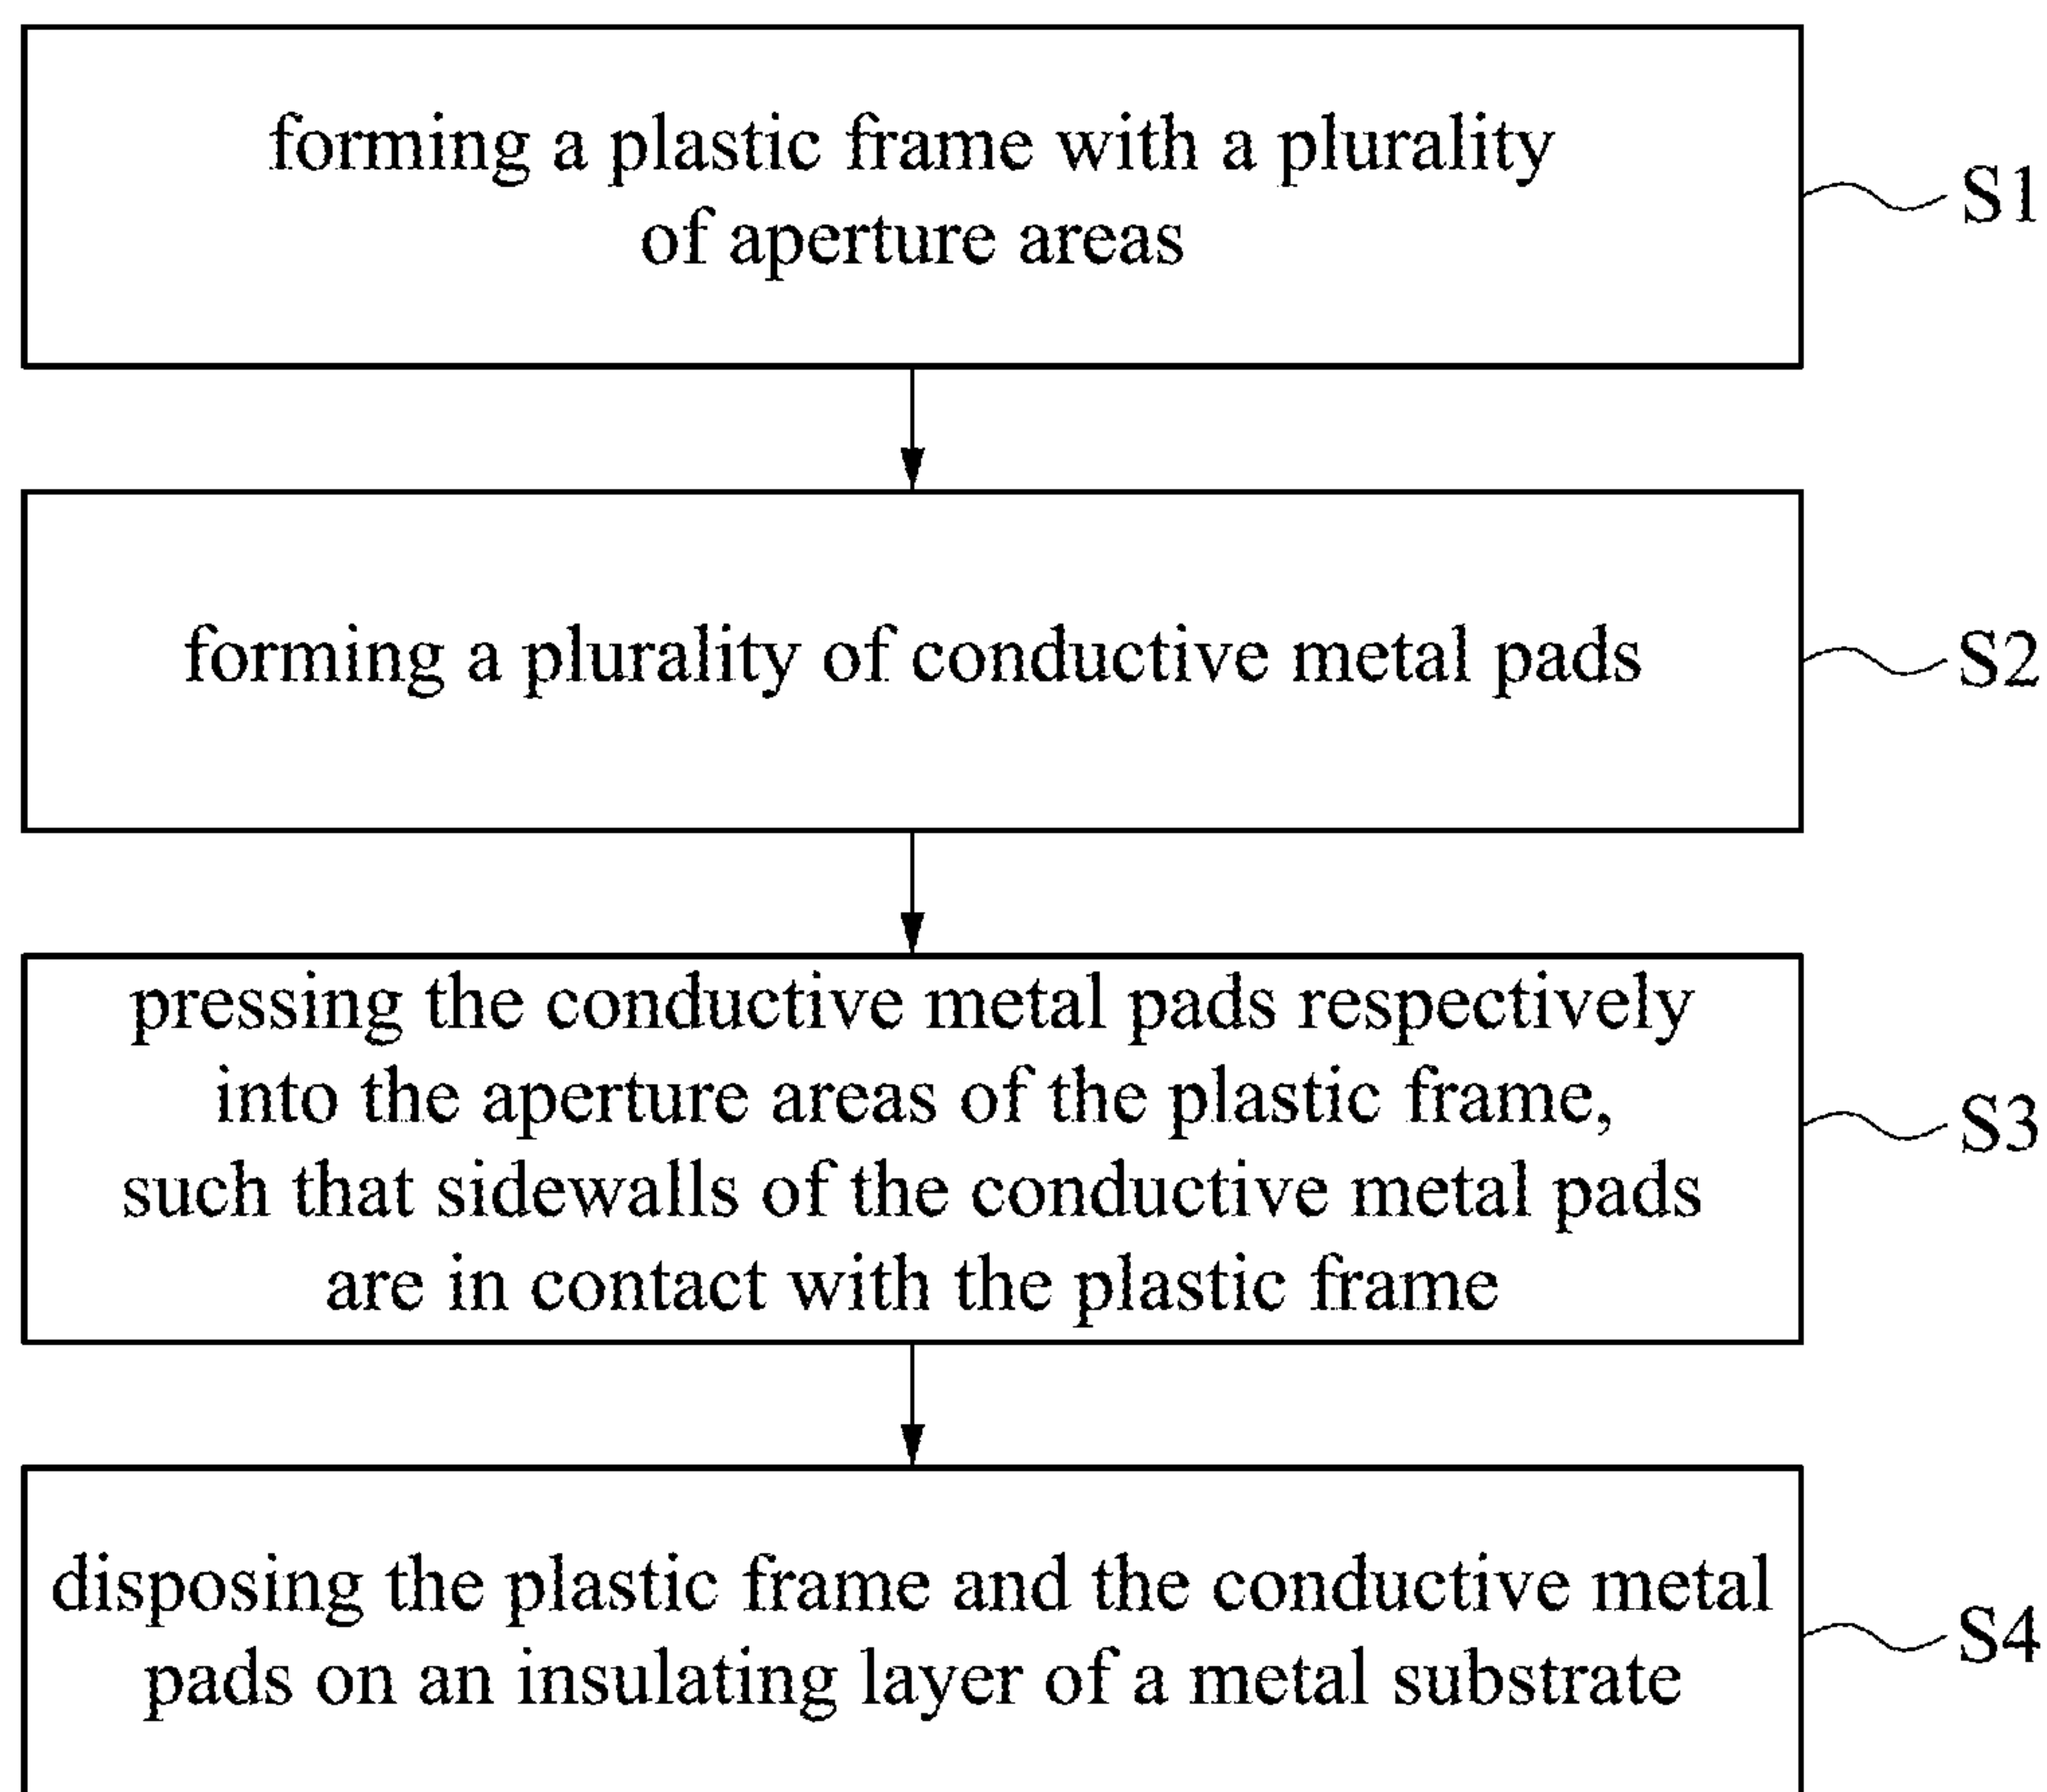 forming a plastic frame with a plurality
of aperture areas
S1
forming a plurality of conductive metal pads
S2
pressing the conductive metal pads respectively
into the aperture areas of the plastic frame,
such that sidewalls of the conductive metal pads
are in contact with the plastic frame
S3
disposing the plastic frame and the conductive metal
pads on an insulating layer of a metal substrate
S4